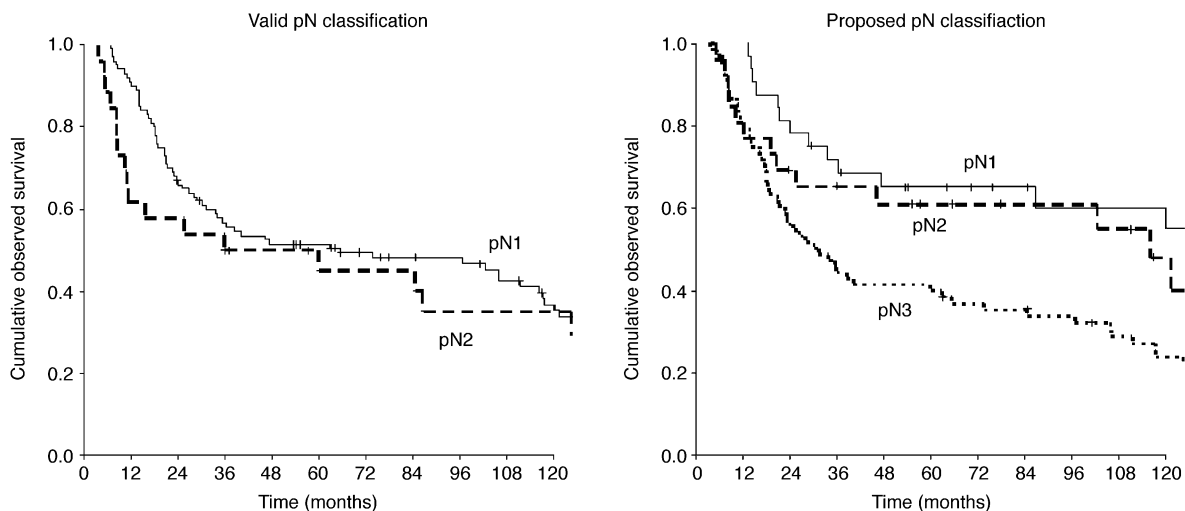 Valid pN classification
Cumulative observed survival
1.0
0.8
0.6
0.4
0.2
0.0
pN1
pN2
0 12 24 36 48 60 72 84 96 108 120
Time (months)
Proposed pN classifiaction
Cumulative observed survival
1.0
0.8
0.6
0.4
0.2
0.0
pN1
pN2
pN3
0 12 24 36 48 60 72 84 96 108 120
Time (months)